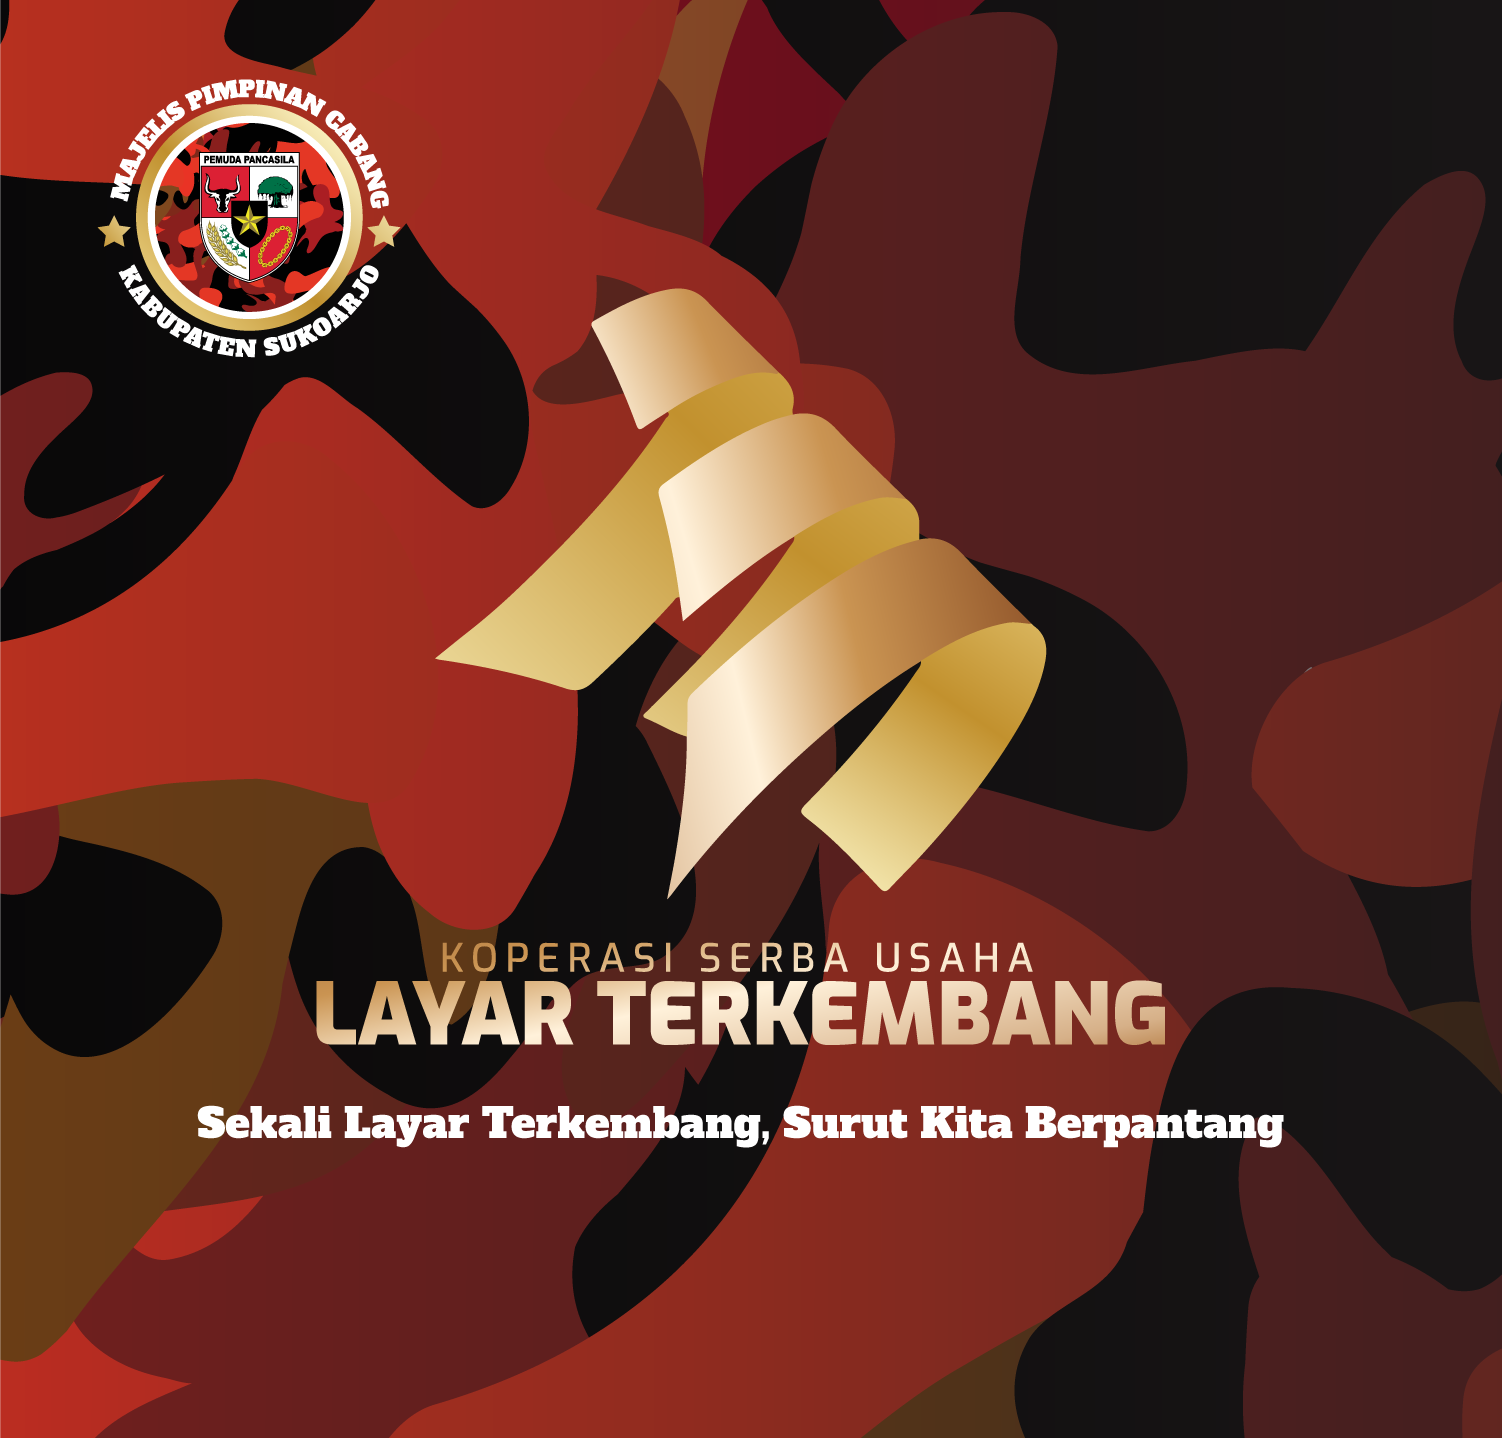 MAJELIS PIMPINAN CABANG
PEMUDA PANCASILA
KABUPATEN SUKOARJO
KOPERASI SERBA USAHA
LAYAR TERKEMBANG
Sekali Layar Terkembang, Surut Kita Berpantang